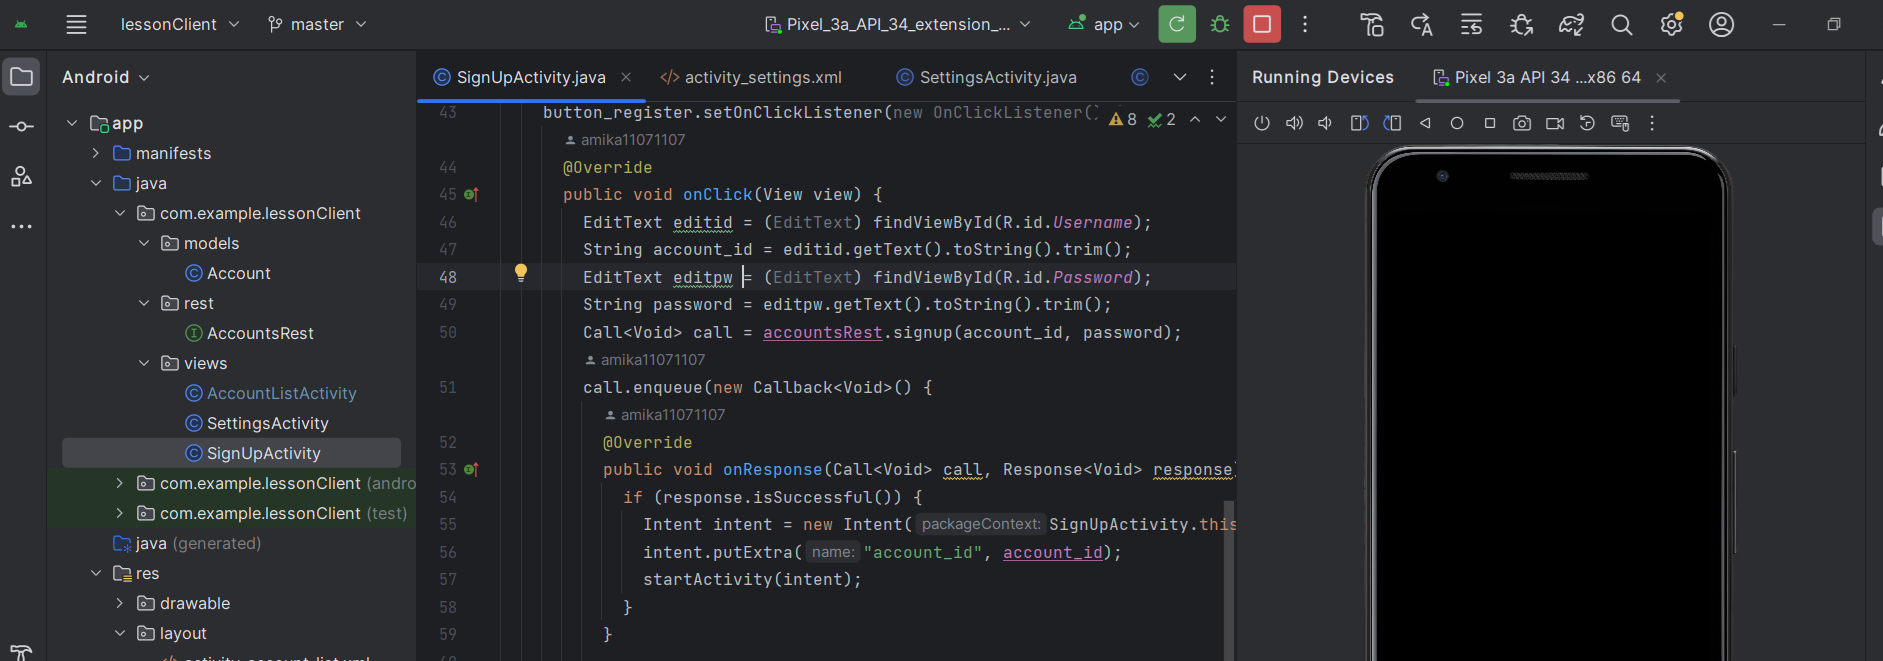 lessonClient master Pixel_3a_API_34_extension_... app
Android
app
manifests
java
com.example.lessonClient
models
Account
rest
AccountsRest
views
AccountListActivity
SettingsActivity
SignUpActivity
com.example.lessonClient (andro
com.example.lessonClient (test)
java (generated)
res
drawable
layout
SignUpActivity.java activity_settings.xml SettingsActivity.java
8 2
43 button_register.setOnClickListener(new OnClickListener()
amika11071107
44 @Override
45 public void onClick(View view) {
46 EditText editid = (EditText) findViewById(R.id.Username);
47 String account_id = editid.getText().toString().trim();
48 EditText editpw = (EditText) findViewById(R.id.Password);
49 String password = editpw.getText().toString().trim();
50 Call<Void> call = accountsRest.signup(account_id, password);
amika11071107
51 call.enqueue(new Callback<Void>() {
amika11071107
52 @Override
53 public void onResponse(Call<Void> call, Response<Void> response)
54 if (response.isSuccessful()) {
55 Intent intent = new Intent( packageContext: SignUpActivity.this
56 intent.putExtra( name: "account_id", account_id);
57 startActivity(intent);
58 }
59 }
Running Devices Pixel 3a API 34 ...x86 64